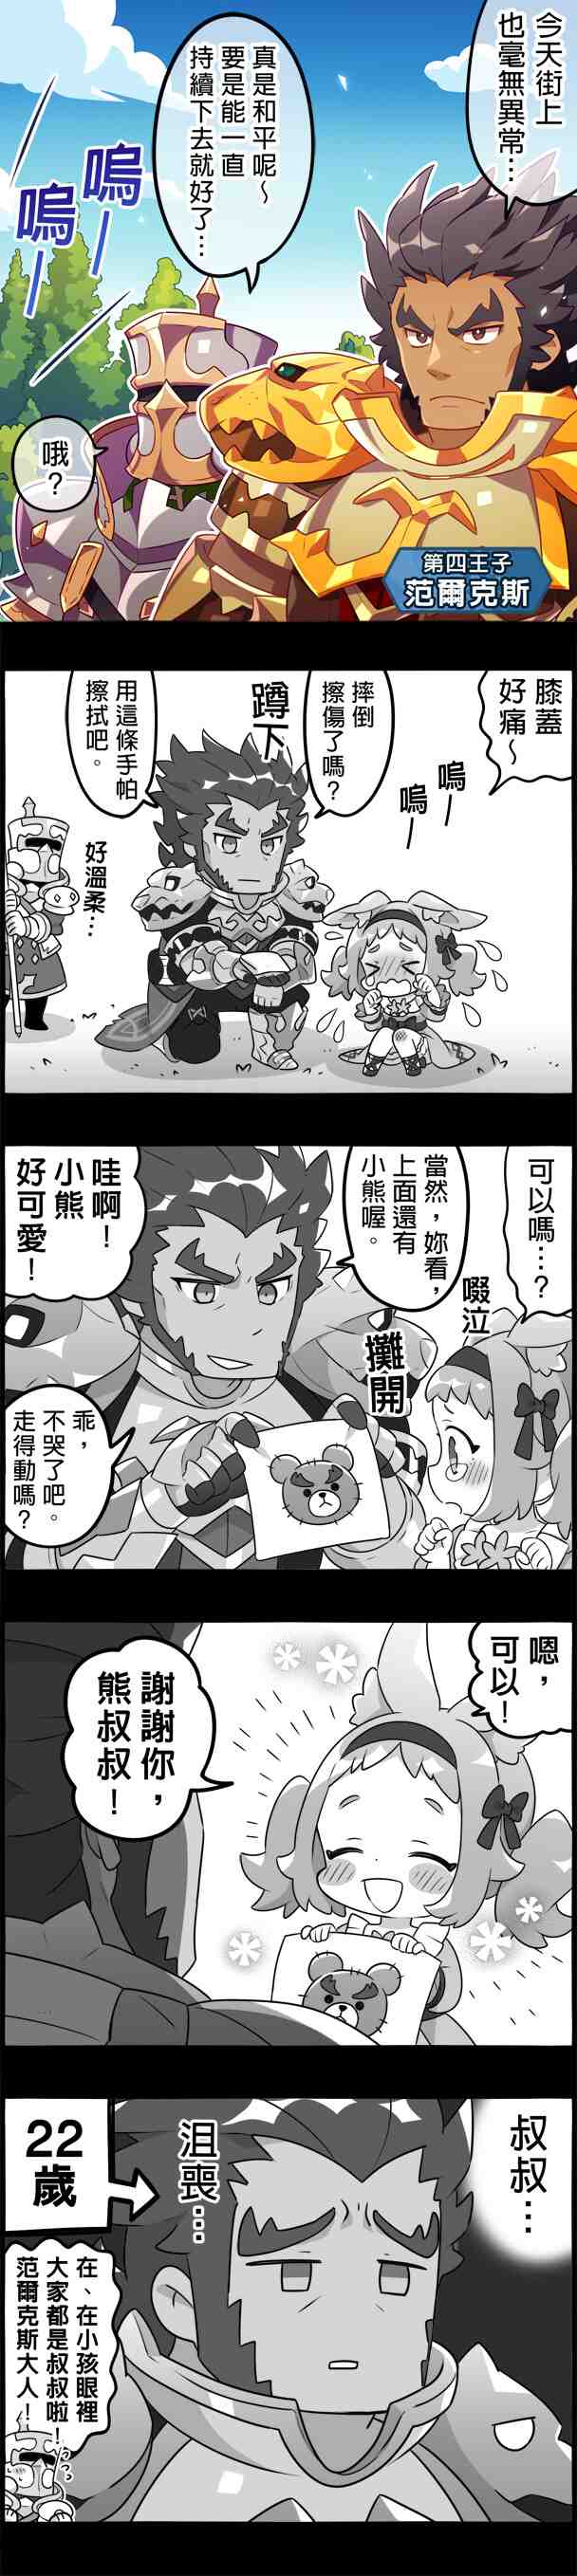 今天街上
也毫無異常…
真是和平呢～
要是能一直
持續下去就好了…
嗚
嗚
哦？
第四王子
范爾克斯
膝蓋
好痛～
嗚
嗚
摔倒
擦傷了嗎？
蹲下
用這條手帕
擦拭吧。
好溫柔…
可以嗎…？
啜泣
當然，妳看，
上面還有
小熊喔。
攤開
哇啊！
小熊
好可愛！
乖，
不哭了吧。
走得動嗎？
嗯，
可以！
謝謝你，
熊叔叔！
叔叔…
沮喪…
22
歲
在、在小孩眼裡
大家都是叔叔啦！
范爾克斯大人！